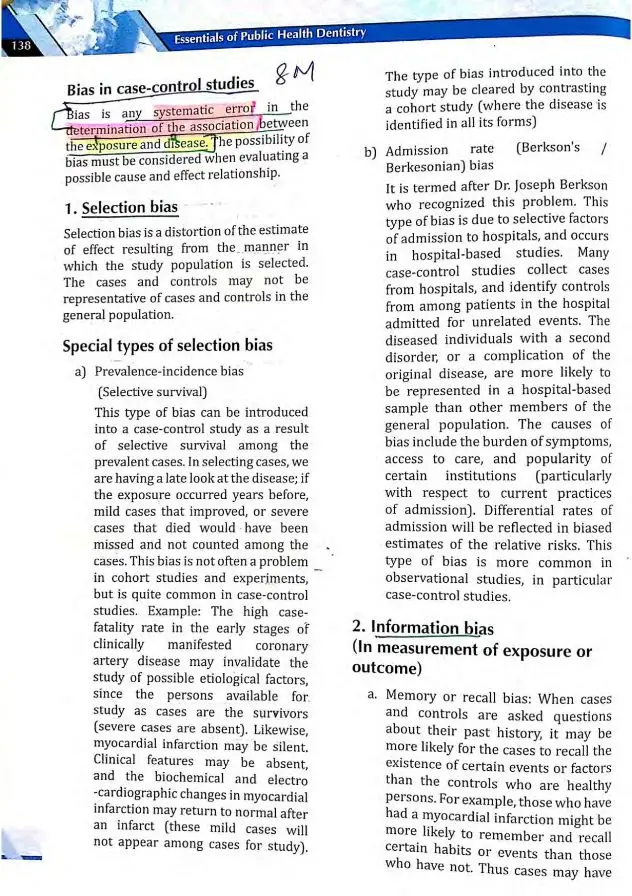 138
Essentials of Public Health Dentistry
Bias in case-control studies 8M
Bias is any systematic error in the
determination of the association between
the exposure and disease. The possibility of
bias must be considered when evaluating a
possible cause and effect relationship.
1. Selection bias
Selection bias is a distortion of the estimate
of effect resulting from the manner in
which the study population is selected.
The cases and controls may not be
representative of cases and controls in the
general population.
Special types of selection bias
a) Prevalence-incidence bias
(Selective survival)
This type of bias can be introduced
into a case-control study as a result
of selective survival among the
prevalent cases. In selecting cases, we
are having a late look at the disease; if
the exposure occurred years before,
mild cases that improved, or severe
cases that died would have been
missed and not counted among the
cases. This bias is not often a problem
in cohort studies and experiments,
but is quite common in case-control
studies. Example: The high case-
fatality rate in the early stages of
clinically manifested coronary
artery disease may invalidate the
study of possible etiological factors,
since the persons available for
study as cases are the survivors
(severe cases are absent). Likewise,
myocardial infarction may be silent.
Clinical features may be absent,
and the biochemical and electro
-cardiographic changes in myocardial
infarction may return to normal after
an infarct (these mild cases will
not appear among cases for study).
The type of bias introduced into the
study may be cleared by contrasting
a cohort study (where the disease is
identified in all its forms)
b) Admission rate (Berkson's /
Berkesonian) bias
It is termed after Dr. Joseph Berkson
who recognized this problem. This
type of bias is due to selective factors
of admission to hospitals, and occurs
in hospital-based studies. Many
case-control studies collect cases
from hospitals, and identify controls
from among patients in the hospital
admitted for unrelated events. The
diseased individuals with a second
disorder, or a complication of the
original disease, are more likely to
be represented in a hospital-based
sample than other members of the
general population. The causes of
bias include the burden of symptoms,
access to care, and popularity of
certain institutions (particularly
with respect to current practices
of admission). Differential rates of
admission will be reflected in biased
estimates of the relative risks. This
type of bias is more common in
observational studies, in particular
case-control studies.
2. Information bias
(In measurement of exposure or
outcome)
a. Memory or recall bias: When cases
and controls are asked questions
about their past history, it may be
more likely for the cases to recall the
existence of certain events or factors
than the controls who are healthy
persons. For example, those who have
had a myocardial infarction might be
more likely to remember and recall
certain habits or events than those
who have not. Thus cases may have